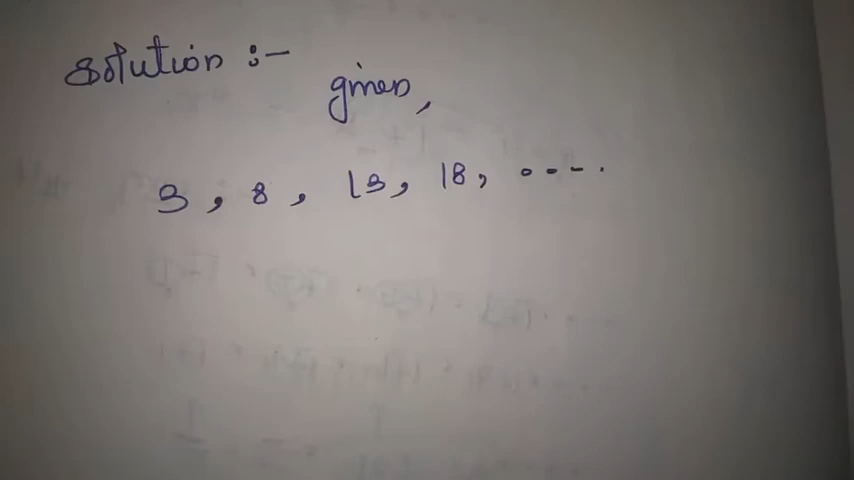 Solution :-
given,
3, 8, 13, 18, ....